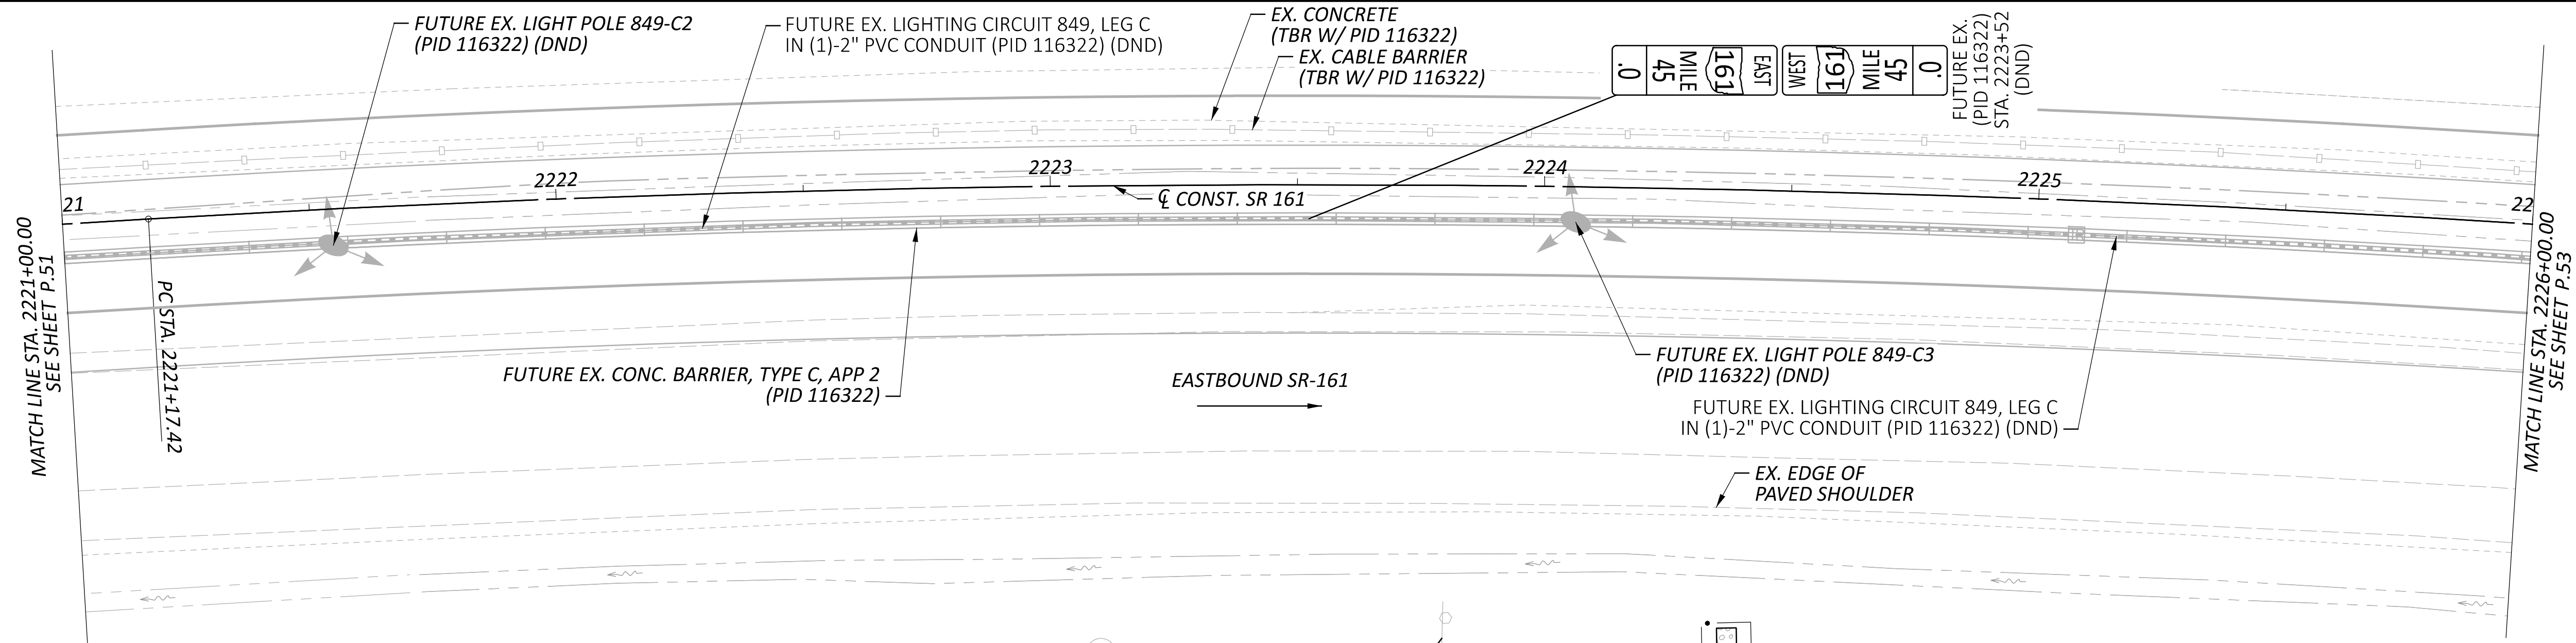 FUTURE EX. LIGHT POLE 849-C2
(PID 116322) (DND)
FUTURE EX. LIGHTING CIRCUIT 849, LEG C
IN (1)-2" PVC CONDUIT (PID 116322) (DND)
EX. CONCRETE
(TBR W/ PID 116322)
EX. CABLE BARRIER
(TBR W/ PID 116322)
EAST
161
MILE
45
.0
WEST
161
MILE
45
.0
FUTURE EX.
(PID 116322)
STA. 2223+52
(DND)
21
2222
2223
2224
2225
22
℄ CONST. SR 161
MATCH LINE STA. 2221+00.00
SEE SHEET P.51
PC STA. 2221+17.42
FUTURE EX. CONC. BARRIER, TYPE C, APP 2
(PID 116322)
EASTBOUND SR-161
FUTURE EX. LIGHT POLE 849-C3
(PID 116322) (DND)
FUTURE EX. LIGHTING CIRCUIT 849, LEG C
IN (1)-2" PVC CONDUIT (PID 116322) (DND)
EX. EDGE OF
PAVED SHOULDER
MATCH LINE STA. 2226+00.00
SEE SHEET P.53